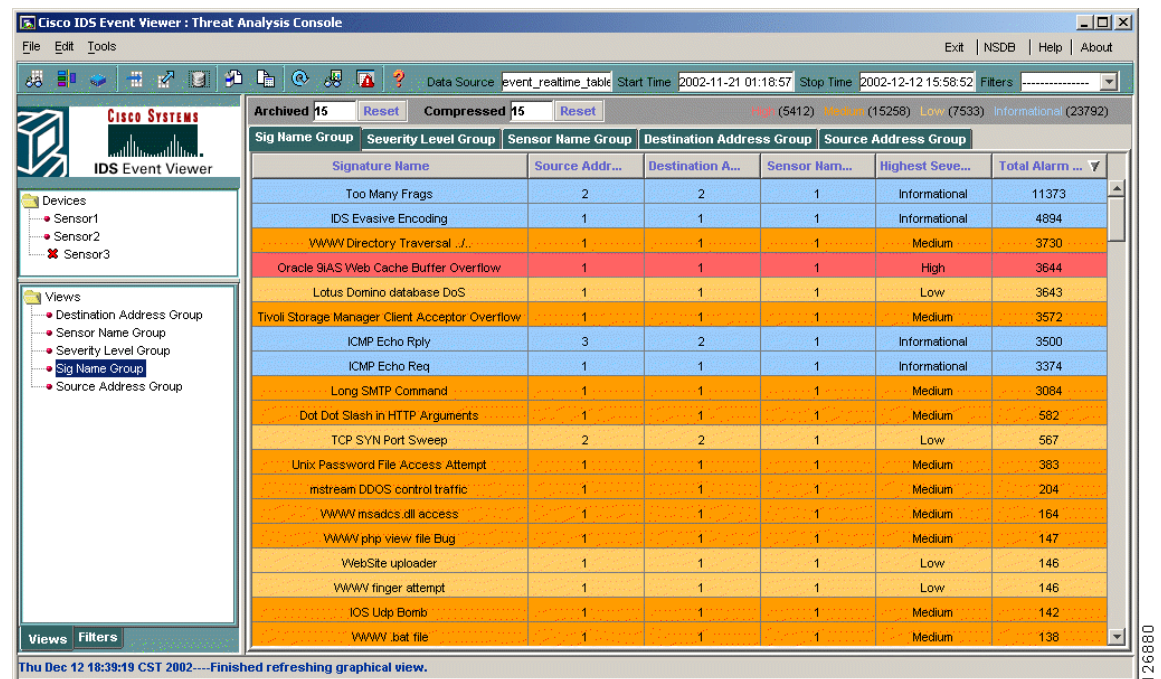 Cisco IDS Event Viewer : Threat Analysis Console
File Edit Tools Exit | NSDB | Help | About
Data Source event_realtime_table Start Time 2002-11-21 01:18:57 Stop Time 2002-12-12 15:58:52 Filters ---------------
CISCO SYSTEMS
IDS Event Viewer
Devices
Sensor1
Sensor2
Sensor3
Views
Destination Address Group
Sensor Name Group
Severity Level Group
Sig Name Group
Source Address Group
Views Filters
Archived 15 Reset Compressed 15 Reset High (5412) Medium (15258) Low (7533) Informational (23792)
Sig Name Group Severity Level Group Sensor Name Group Destination Address Group Source Address Group
Signature Name Source Addr... Destination A... Sensor Nam... Highest Seve... Total Alarm ...
Too Many Frags 2 2 1 Informational 11373
IDS Evasive Encoding 1 1 1 Informational 4894
WWW Directory Traversal ../.. 1 1 1 Medium 3730
Oracle 9iAS Web Cache Buffer Overflow 1 1 1 High 3644
Lotus Domino database DoS 1 1 1 Low 3643
Tivoli Storage Manager Client Acceptor Overflow 1 1 1 Medium 3572
ICMP Echo Rply 3 2 1 Informational 3500
ICMP Echo Req 1 1 1 Informational 3374
Long SMTP Command 1 1 1 Medium 3084
Dot Dot Slash in HTTP Arguments 1 1 1 Medium 582
TCP SYN Port Sweep 2 2 1 Low 567
Unix Password File Access Attempt 1 1 1 Medium 383
mstream DDOS control traffic 1 1 1 Medium 204
WWW msadcs.dll access 1 1 1 Medium 164
WWW php view file Bug 1 1 1 Medium 147
WebSite uploader 1 1 1 Low 146
WWW finger attempt 1 1 1 Low 146
IOS Udp Bomb 1 1 1 Medium 142
WWW .bat file 1 1 1 Medium 138
Thu Dec 12 18:39:19 CST 2002----Finished refreshing graphical view.
126880